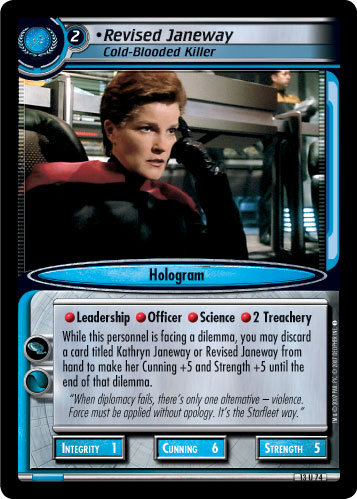 2 •Revised Janeway
Cold-Blooded Killer
Hologram
Leadership Officer Science 2 Treachery
While this personnel is facing a dilemma, you may discard
a card titled Kathryn Janeway or Revised Janeway from
hand to make her Cunning +5 and Strength +5 until the
end of that dilemma.
"When diplomacy fails, there's only one alternative – violence.
Force must be applied without apology. It's the Starfleet way."
Integrity 1 Cunning 6 Strength 5
13 U 74